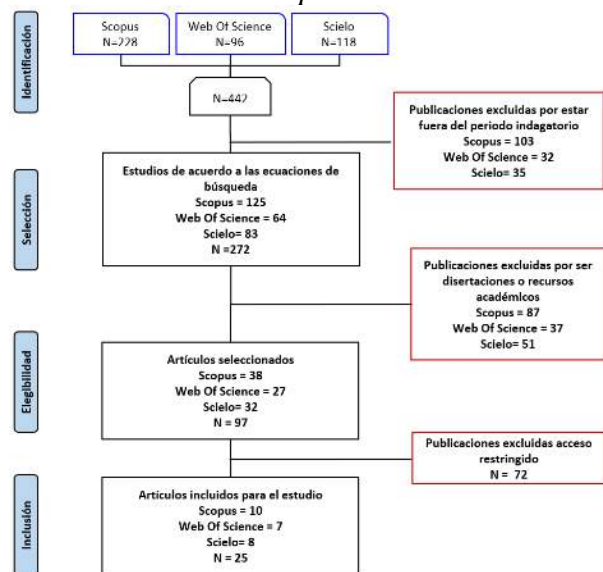 Identificación
Scopus
N=228
Web Of Science
N=96
Scielo
N=118
N=442
Publicaciones excluidas por estar
fuera del periodo indagatorio
Scopus = 103
Web Of Science = 32
Scielo= 35
Selección
Estudios de acuerdo a las ecuaciones de
búsqueda
Scopus = 125
Web Of Science = 64
Scielo= 83
N =272
Publicaciones excluidas por ser
disertaciones o recursos
académicos
Scopus = 87
Web Of Science = 37
Scielo= 51
Elegibilidad
Artículos seleccionados
Scopus = 38
Web Of Science = 27
Scielo= 32
N = 97
Publicaciones excluidas acceso
restringido
N = 72
Inclusión
Artículos incluidos para el estudio
Scopus = 10
Web Of Science = 7
Scielo= 8
N = 25